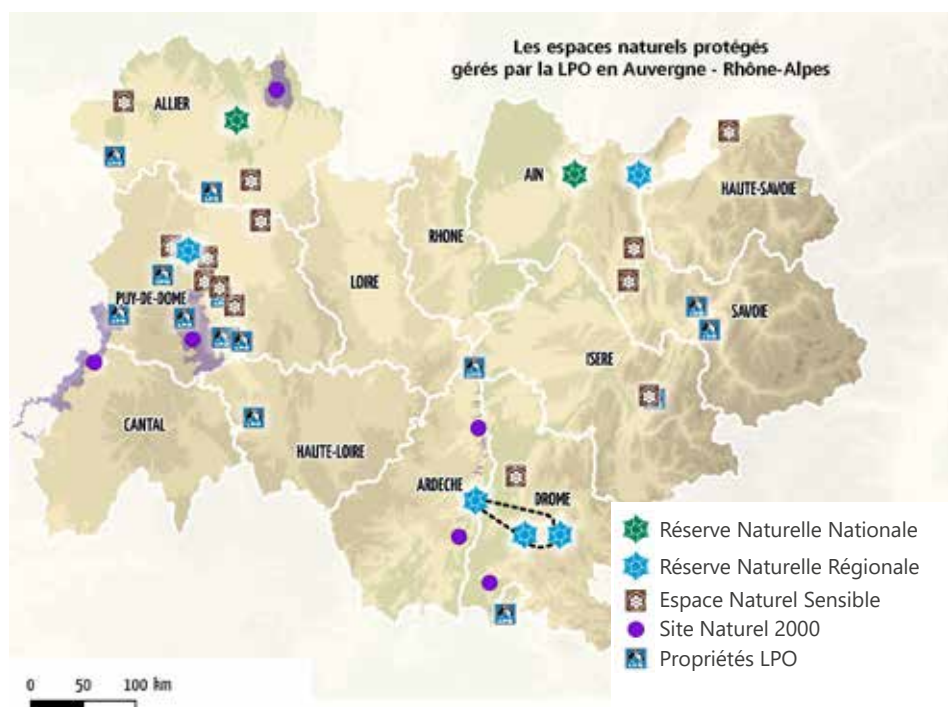 Les espaces naturels protégés
gérés par la LPO en Auvergne - Rhône-Alpes
ALLIER
AIN
HAUTE-SAVOIE
RHONE
LOIRE
PUY-DE-DOME
SAVOIE
ISERE
CANTAL
HAUTE-LOIRE
ARDECHE
DROME
Réserve Naturelle Nationale
Réserve Naturelle Régionale
Espace Naturel Sensible
Site Naturel 2000
Propriétés LPO
0 50 100 km